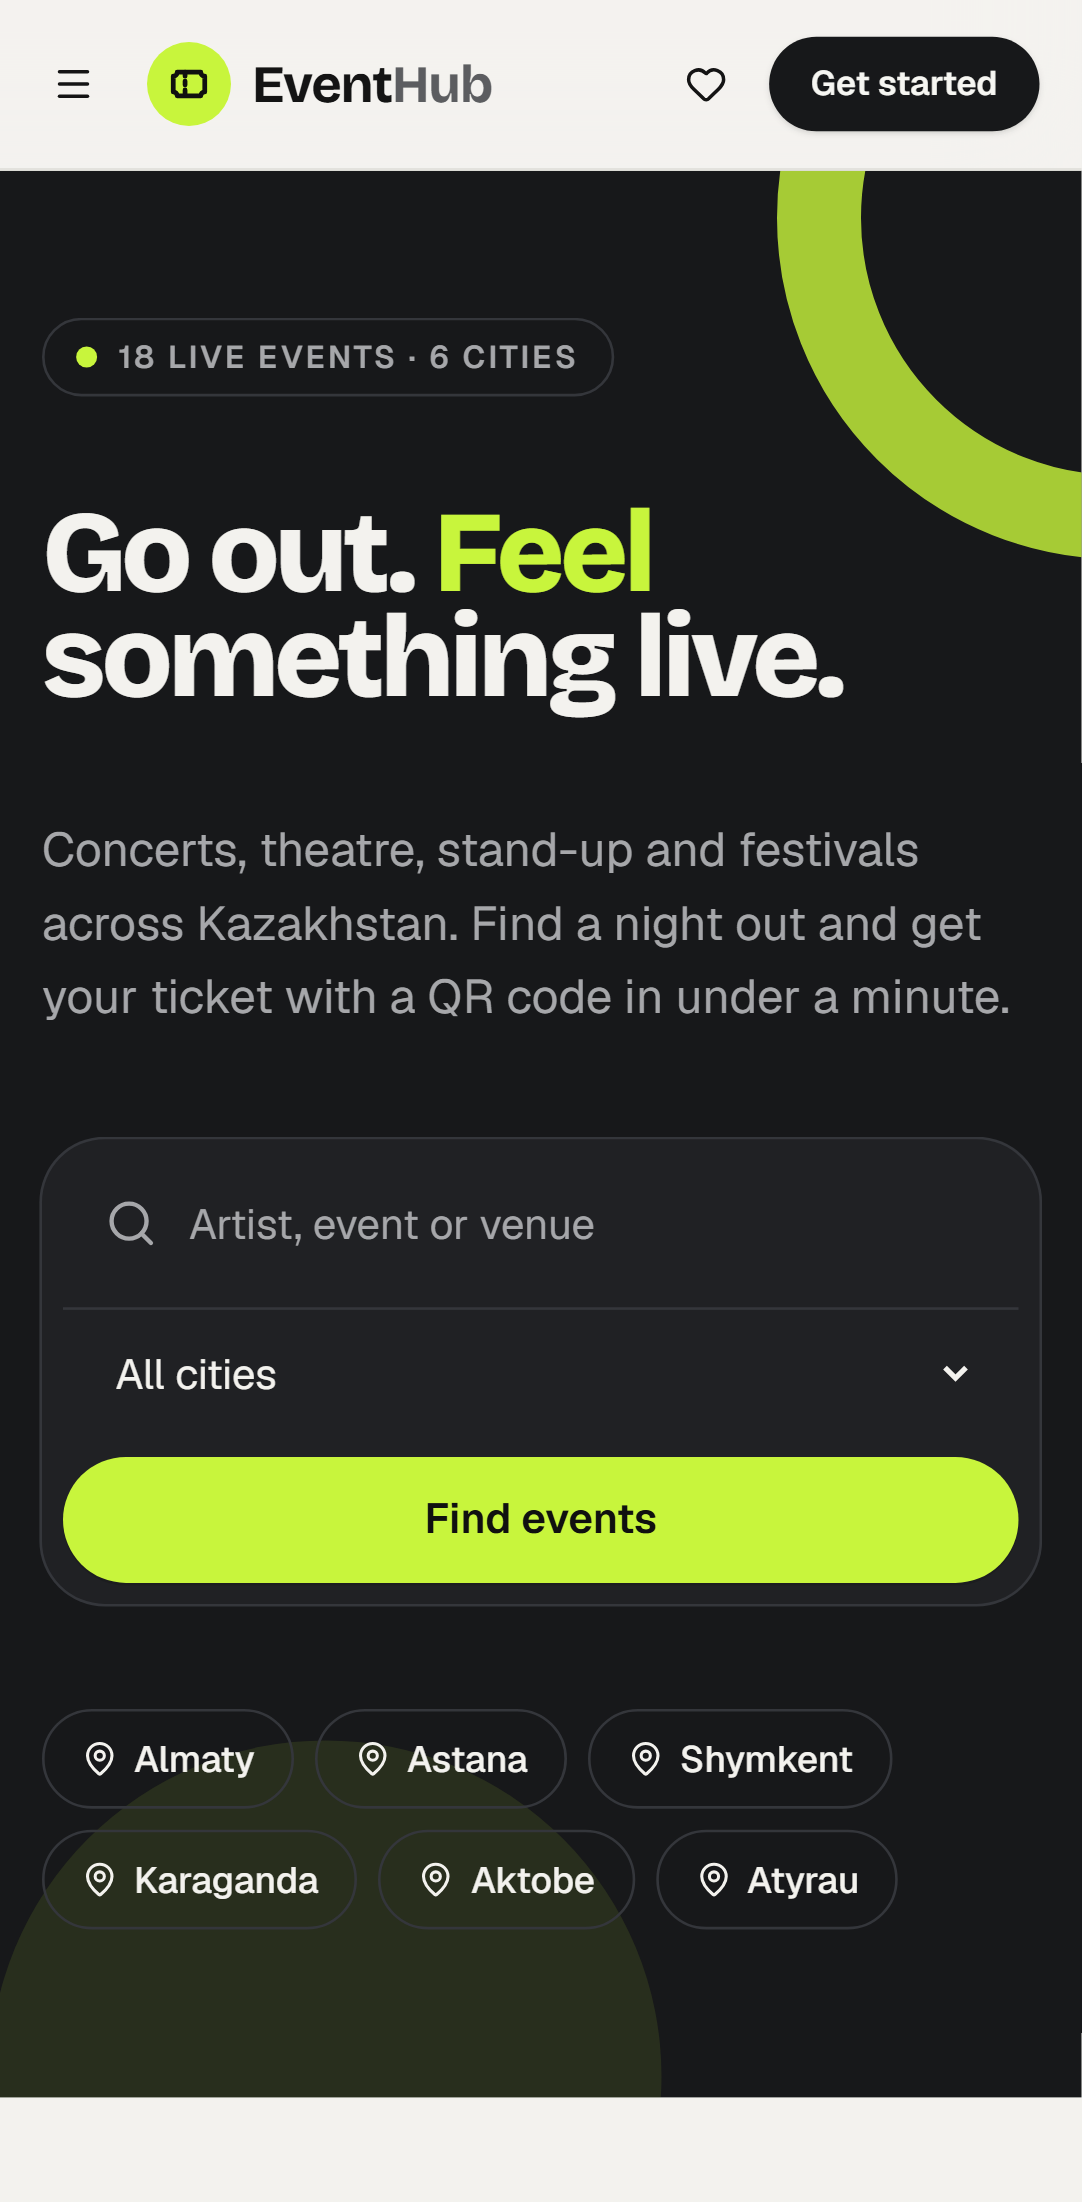 EventHub
Get started
18 LIVE EVENTS · 6 CITIES
Go out. Feel
something live.
Concerts, theatre, stand-up and festivals
across Kazakhstan. Find a night out and get
your ticket with a QR code in under a minute.
Artist, event or venue
All cities
Find events
Almaty
Astana
Shymkent
Karaganda
Aktobe
Atyrau